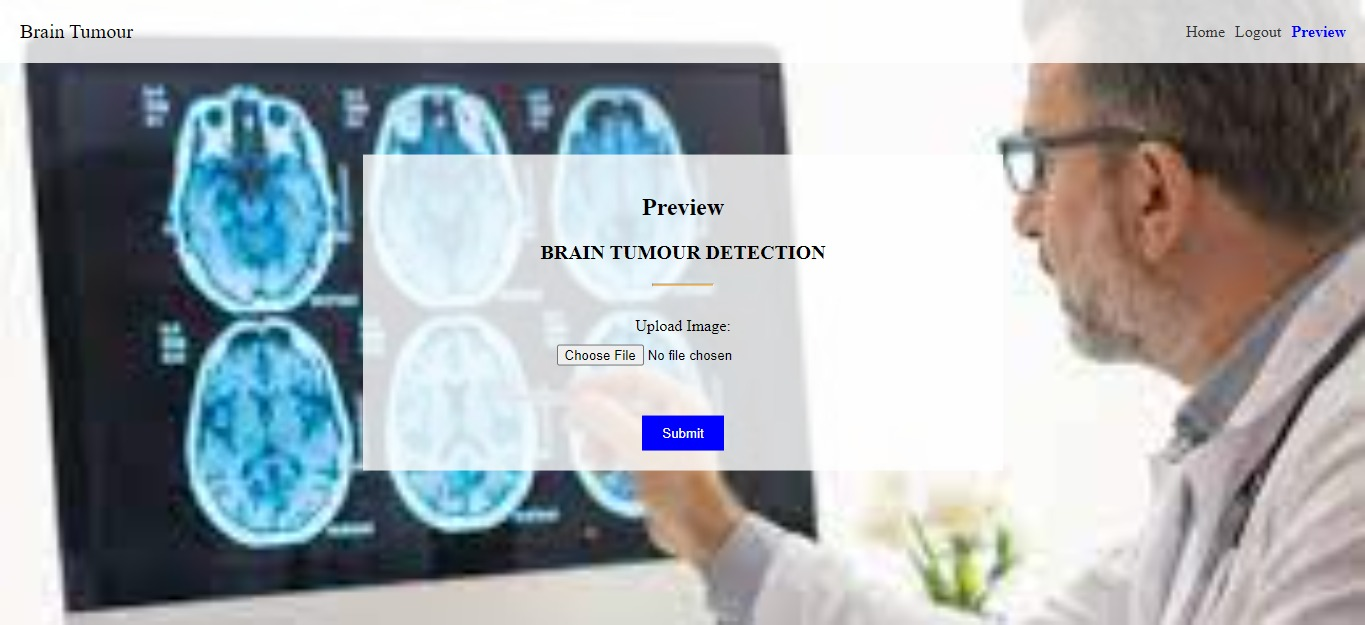 Brain Tumour
Home Logout Preview
Preview
BRAIN TUMOUR DETECTION
Upload Image:
Choose File No file chosen
Submit